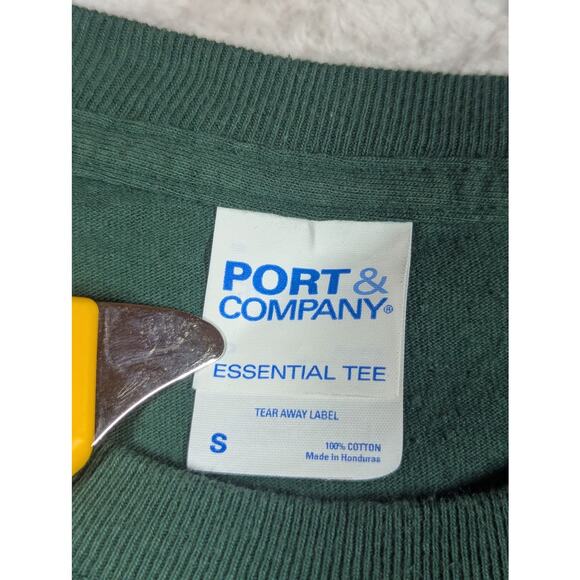 PORT &
COMPANY®
ESSENTIAL TEE
TEAR AWAY LABEL
S
100% COTTON
Made in Honduras